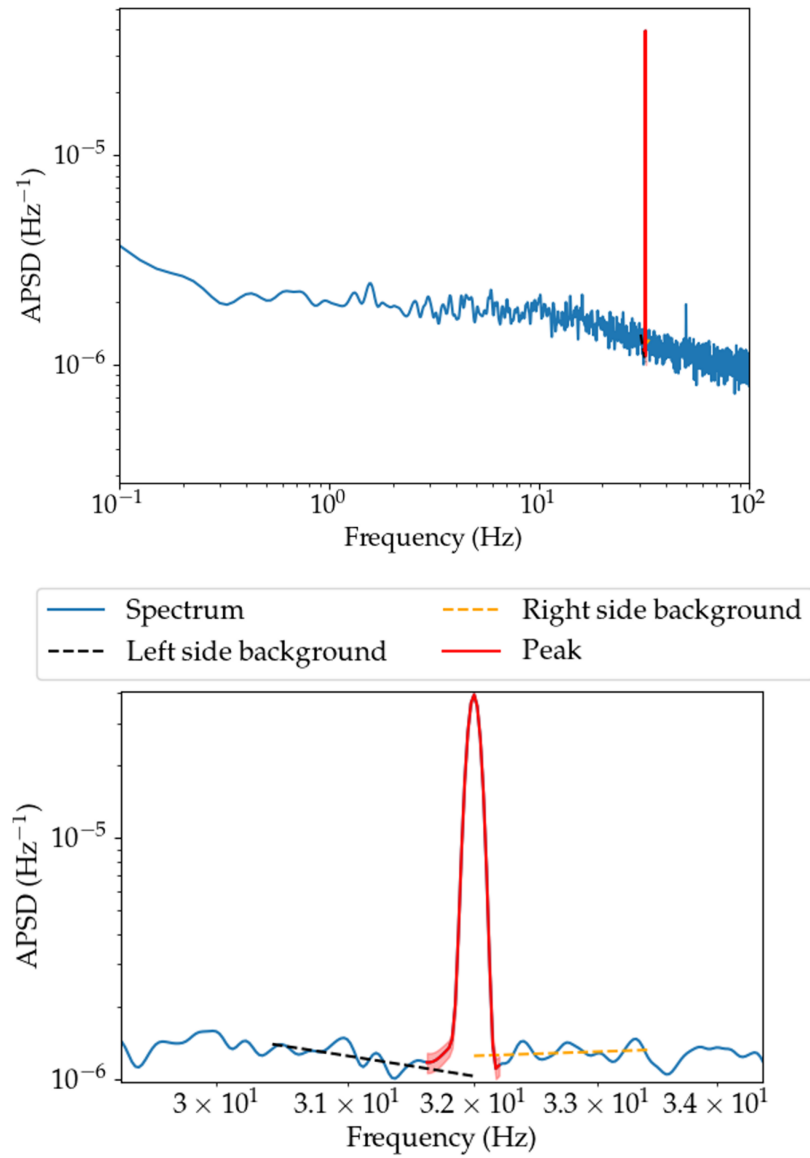 APSD (Hz⁻¹)
10⁻⁵
10⁻⁶
10⁻¹ 10⁰ 10¹ 10²
Frequency (Hz)
Spectrum Right side background
Left side background Peak
APSD (Hz⁻¹)
10⁻⁵
10⁻⁶
3 × 10¹ 3.1 × 10¹ 3.2 × 10¹ 3.3 × 10¹ 3.4 × 10¹
Frequency (Hz)